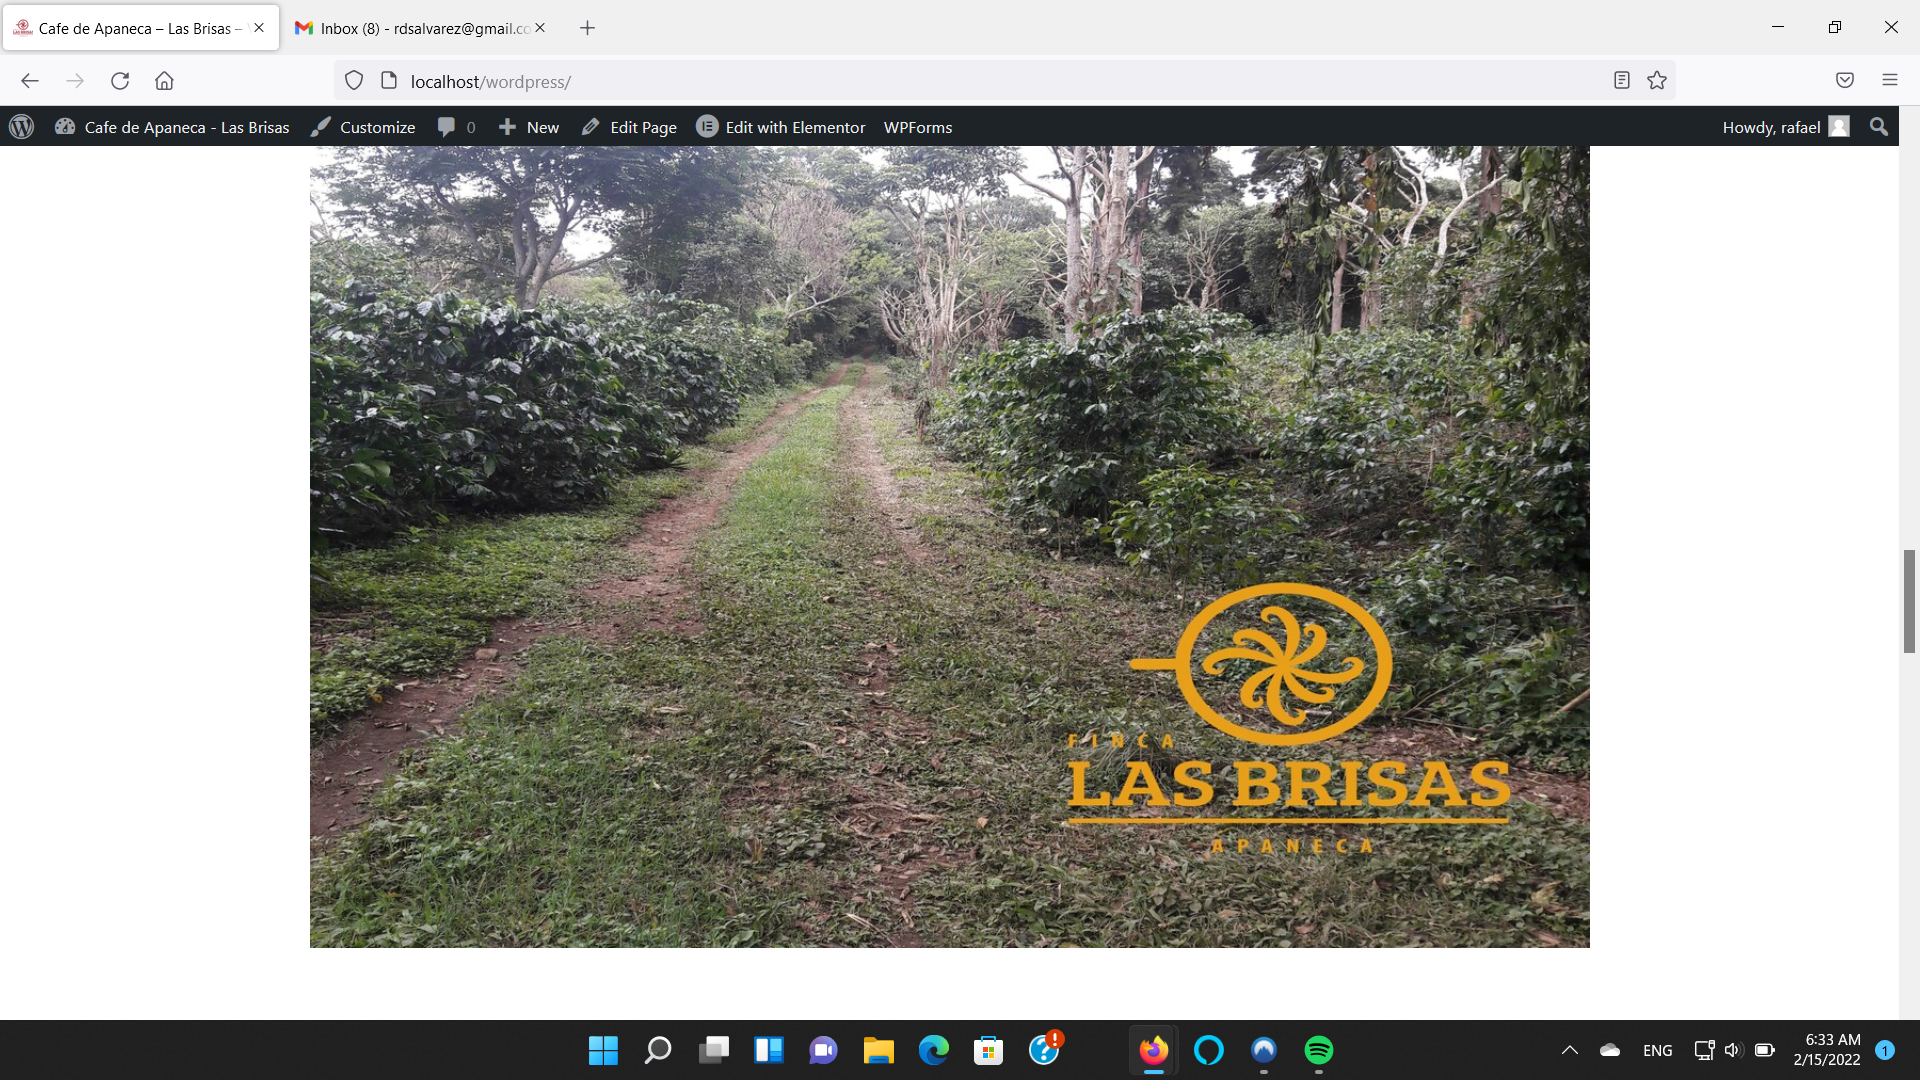 Cafe de Apaneca – Las Brisas –
Inbox (8) - rdsalvarez@gmail.co
localhost/wordpress/
Cafe de Apaneca - Las Brisas
Customize
0
New
Edit Page
Edit with Elementor
WPForms
Howdy, rafael
FINCA
LAS BRISAS
APANECA
ENG
6:33 AM
2/15/2022
1